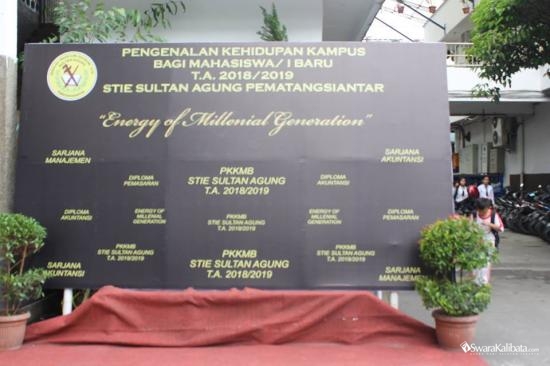 PENGENALAN KEHIDUPAN KAMPUS
BAGI MAHASISWA/ I BARU
T.A. 2018/2019
STIE SULTAN AGUNG PEMATANGSIANTAR
"Energy of Millenial Generation"
SARJANA
MANAJEMEN
SARJANA
AKUNTANSI
DIPLOMA
PEMASARAN
PKKMB
STIE SULTAN AGUNG
T.A. 2018/2019
DIPLOMA
AKUNTANSI
DIPLOMA
AKUNTANSI
ENERGY OF
MILLENIAL
GENERATION
PKKMB
STIE SULTAN AGUNG
T.A. 2018/2019
ENERGY OF
MILLENIAL
GENERATION
DIPLOMA
PEMASARAN
SARJANA
AKUNTANSI
PKKMB
STIE SULTAN AGUNG
T.A. 2018/2019
PKKMB
STIE SULTAN AGUNG
T.A. 2018/2019
PKKMB
STIE SULTAN AGUNG
T.A. 2018/2019
SARJANA
MANAJEMEN
SwaraKalibata.com